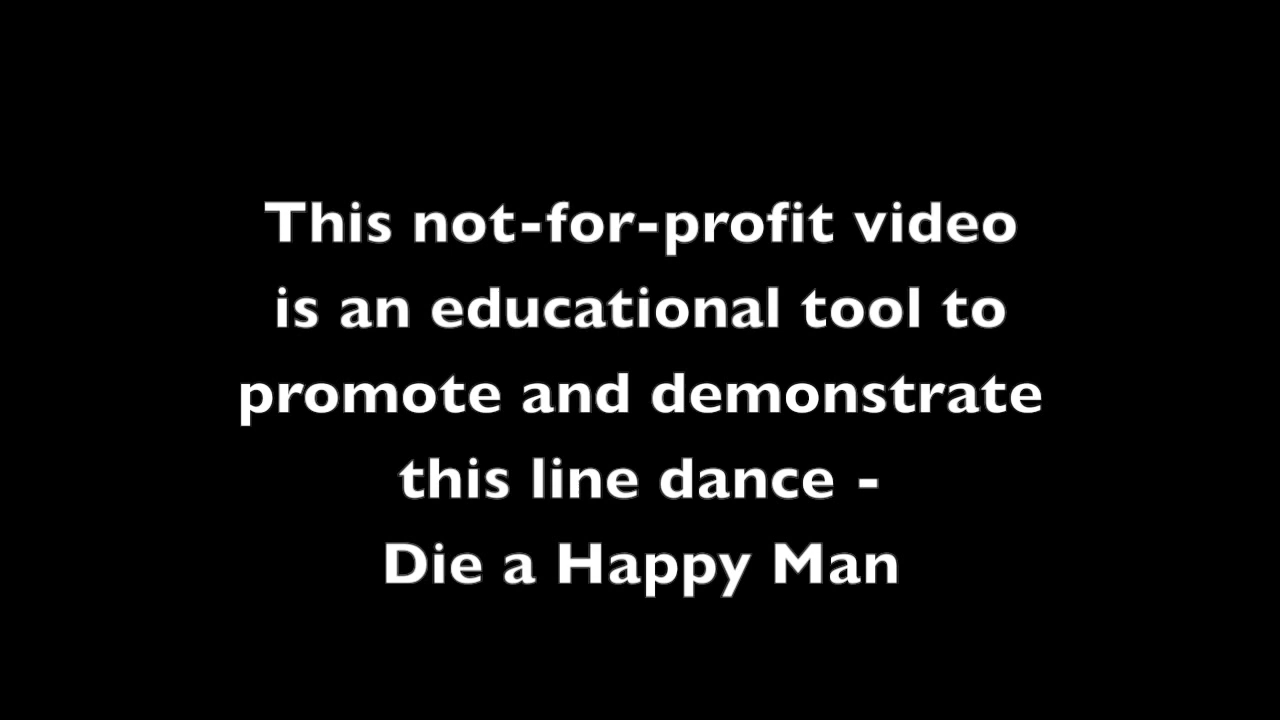 This not-for-profit video
is an educational tool to
promote and demonstrate
this line dance -
Die a Happy Man